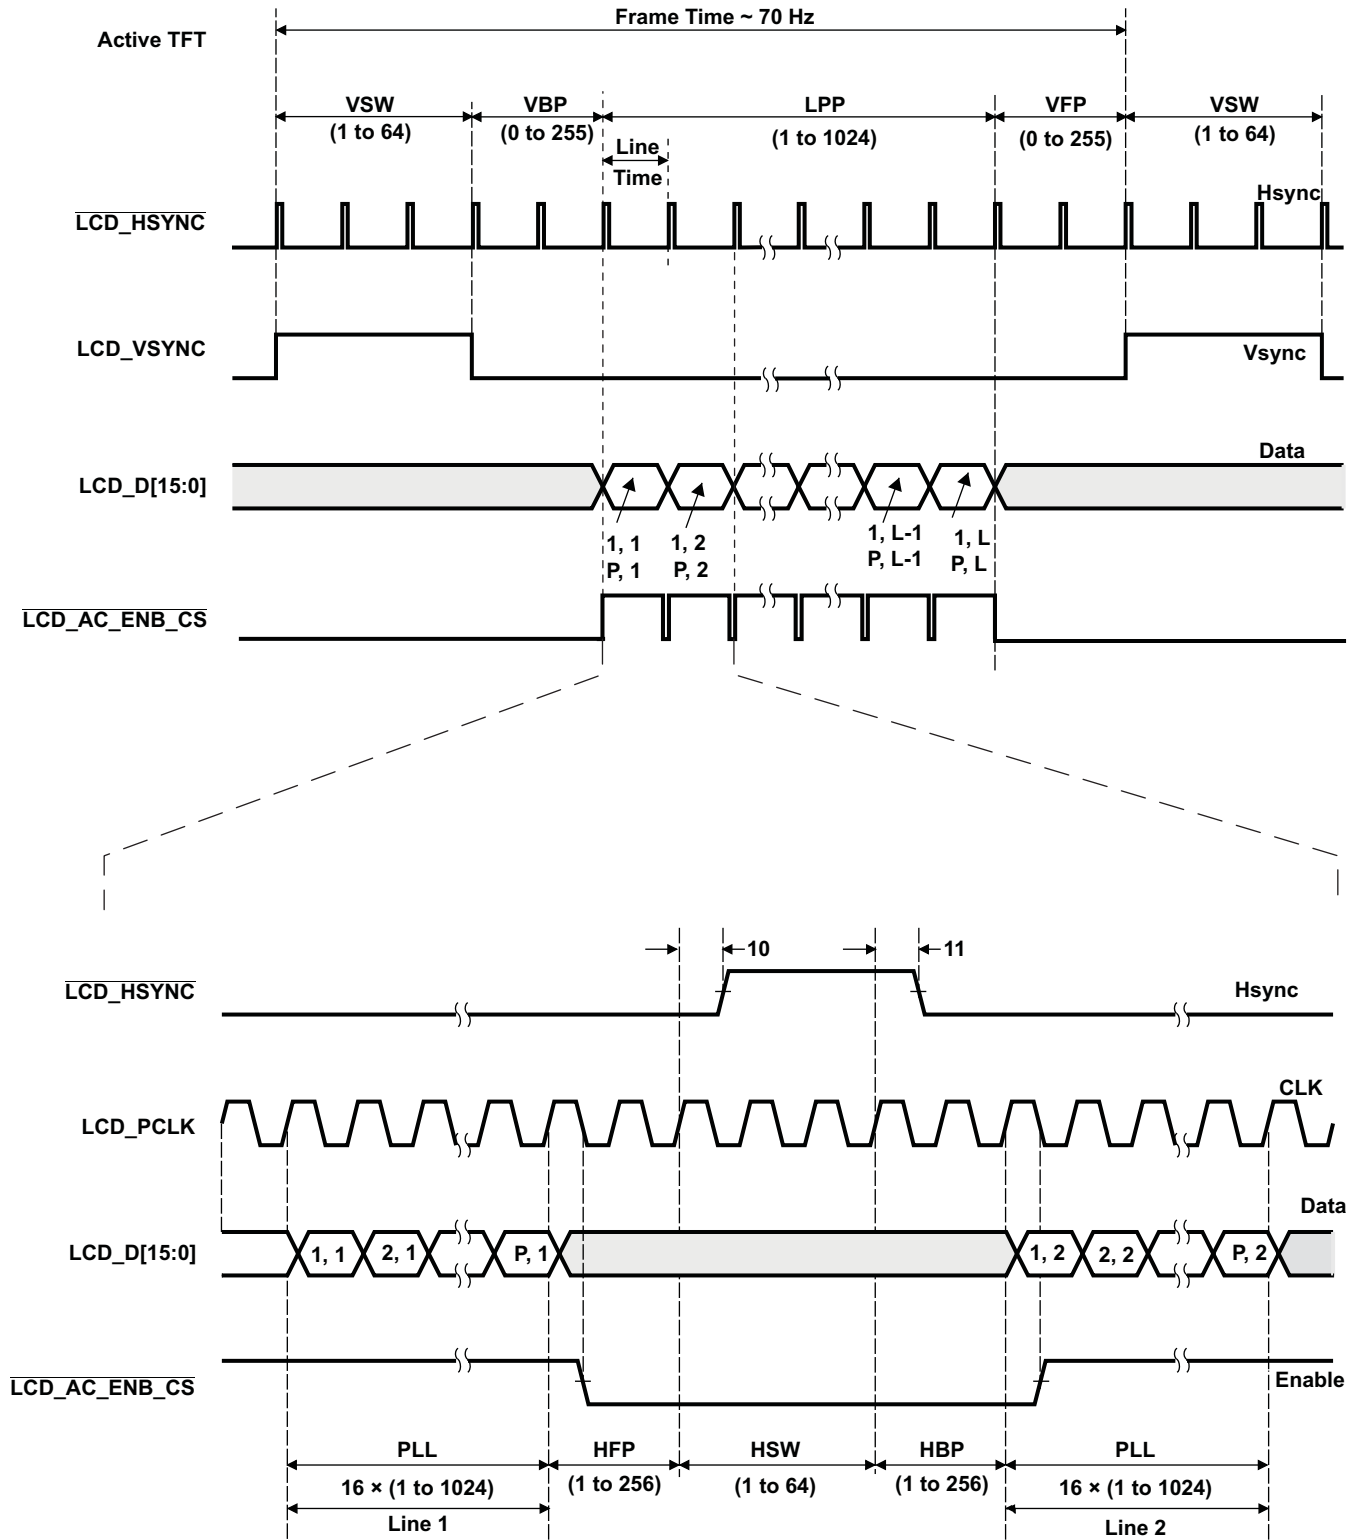 Frame Time ~ 70 Hz
Active TFT
VSW
(1 to 64)
VBP
(0 to 255)
LPP
(1 to 1024)
VFP
(0 to 255)
VSW
(1 to 64)
Line
Time
LCD_HSYNC
Hsync
LCD_VSYNC
Vsync
LCD_D[15:0]
Data
1, 1
P, 1
1, 2
P, 2
1, L-1
P, L-1
1, L
P, L
LCD_AC_ENB_CS
10
11
LCD_HSYNC
Hsync
CLK
LCD_PCLK
Data
LCD_D[15:0]
1, 1
2, 1
P, 1
1, 2
2, 2
P, 2
LCD_AC_ENB_CS
Enable
PLL
16 × (1 to 1024)
Line 1
HFP
(1 to 256)
HSW
(1 to 64)
HBP
(1 to 256)
PLL
16 × (1 to 1024)
Line 2